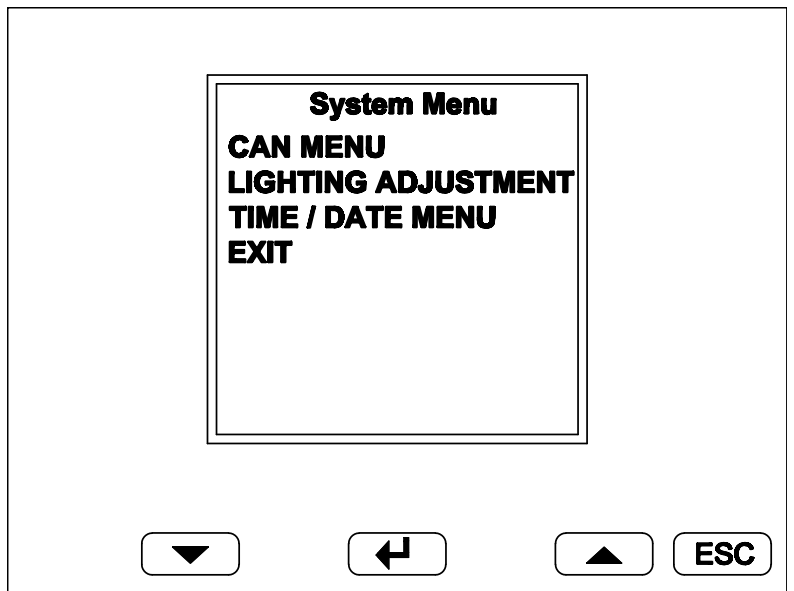 System Menu
CAN MENU
LIGHTING ADJUSTMENT
TIME / DATE MENU
EXIT
ESC